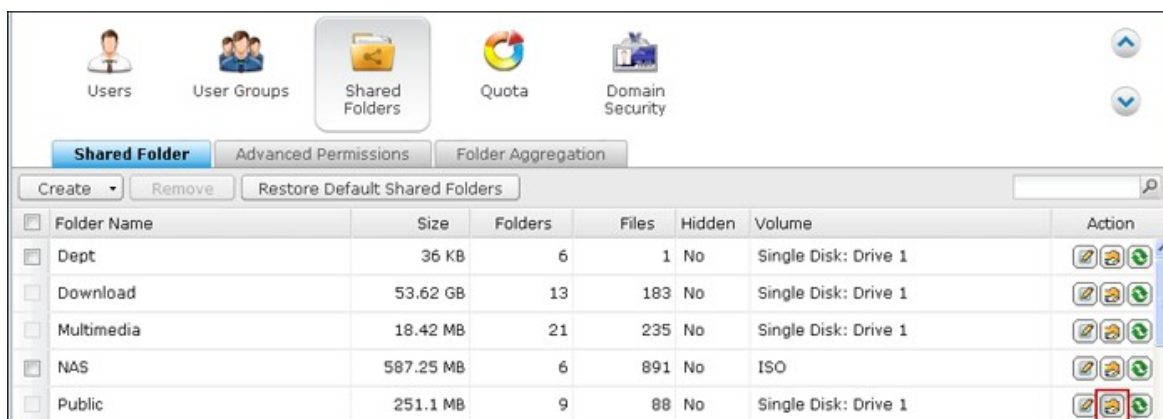 Users User Groups Shared Folders Quota Domain Security
Shared Folder Advanced Permissions Folder Aggregation
Create Remove Restore Default Shared Folders
Folder Name Size Folders Files Hidden Volume Action
Dept 36 KB 6 1 No Single Disk: Drive 1
Download 53.62 GB 13 183 No Single Disk: Drive 1
Multimedia 18.42 MB 21 235 No Single Disk: Drive 1
NAS 587.25 MB 6 891 No ISO
Public 251.1 MB 9 88 No Single Disk: Drive 1